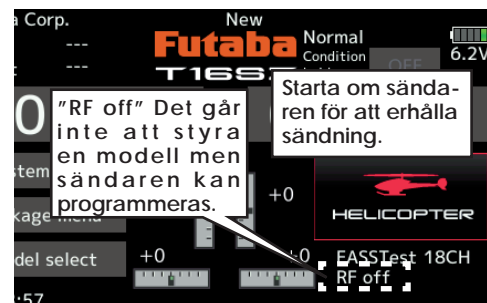 a Corp.
New
---
Futaba
Normal
Condition
OFF
6.2V
---
T16SZ
"RF off" Det går
inte att styra
en modell men
sändaren kan
programmeras.
Starta om sända-
ren för att erhålla
sändning.
0
stem
+0
HELICOPTER
kage menu
del select
+0
+0
FASSTest 18CH
RF off
:57